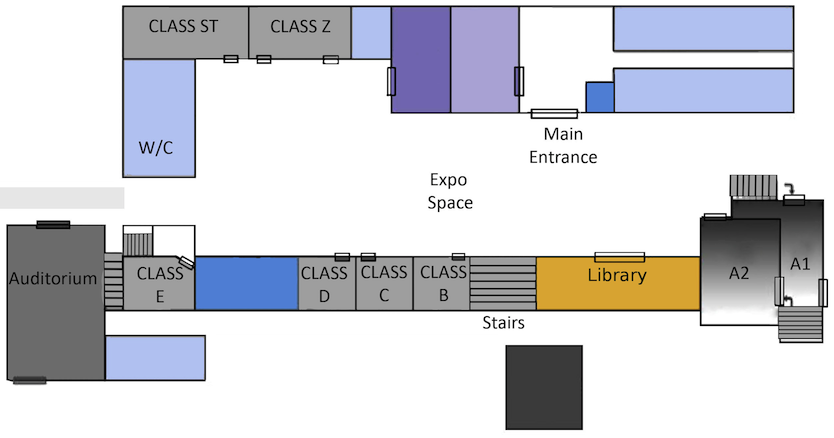 CLASS ST
CLASS Z
W/C
Main
Entrance
Expo
Space
Auditorium
CLASS
E
CLASS
D
CLASS
C
CLASS
B
Library
A2
A1
Stairs